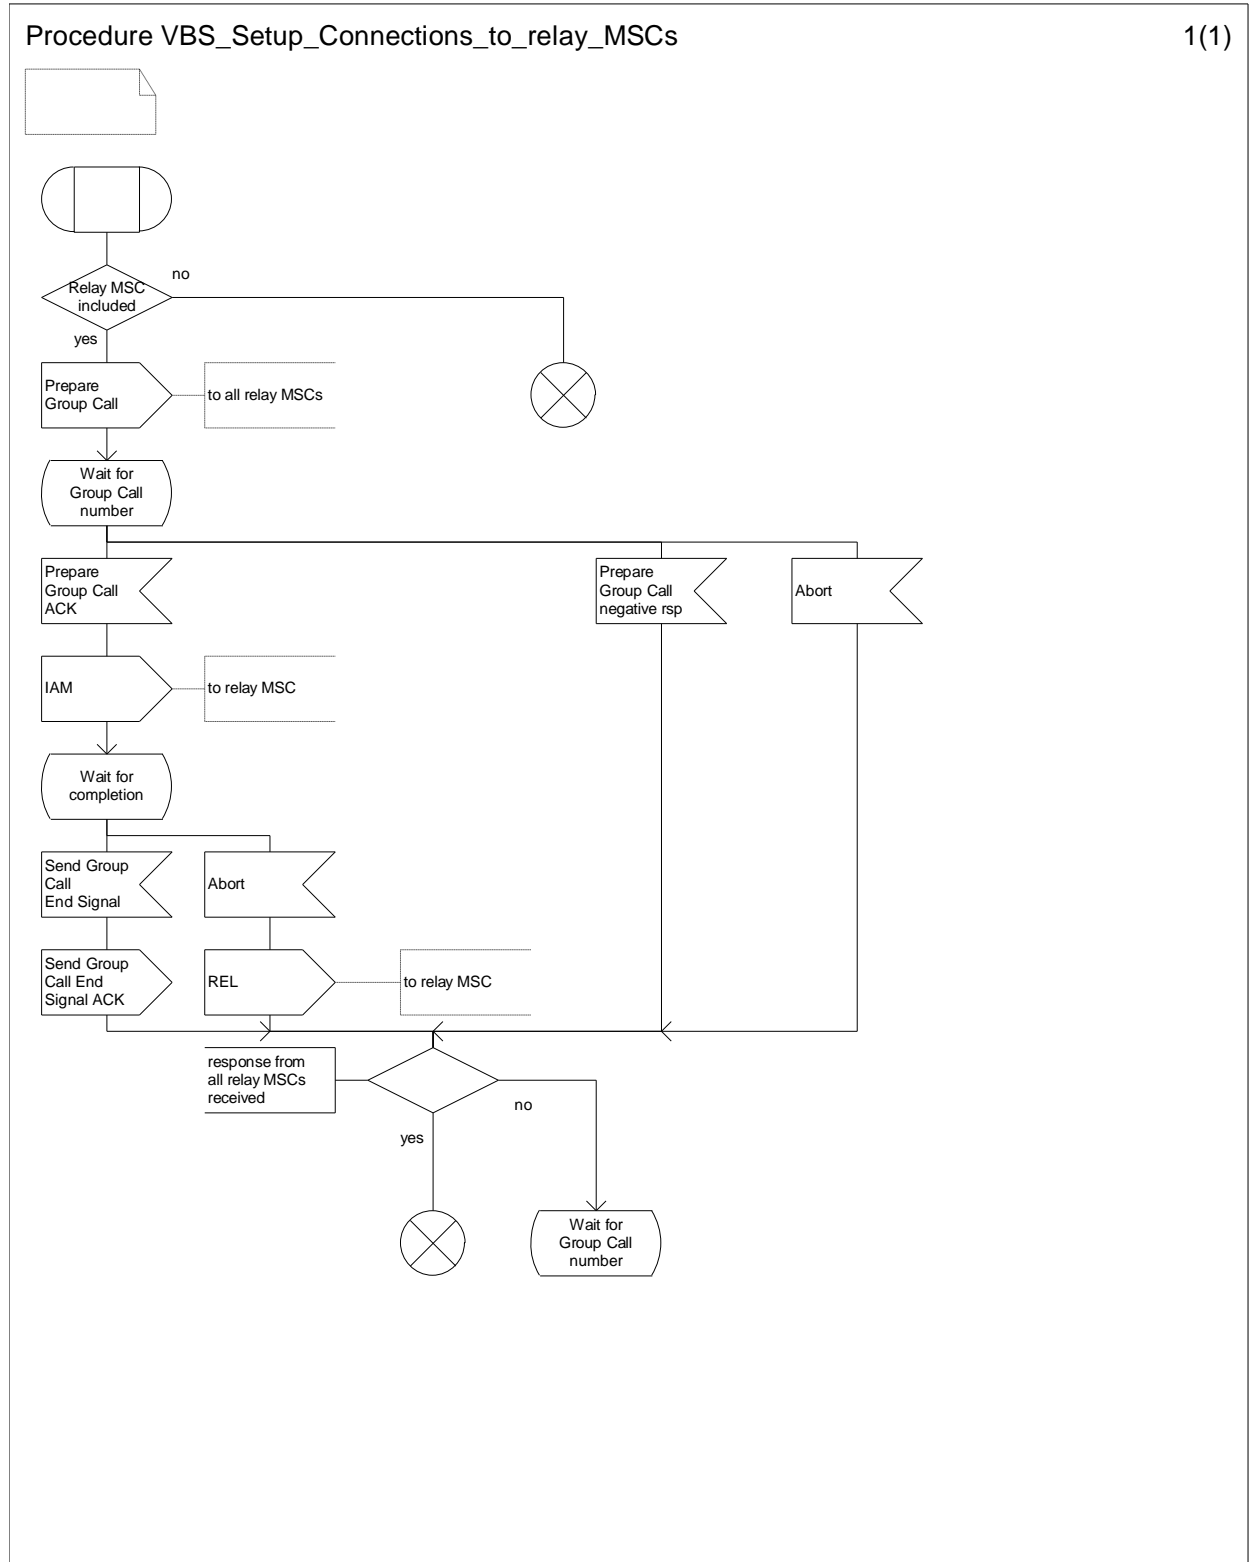 Procedure VBS_Setup_Connections_to_relay_MSCs
1(1)
Relay MSC
included
no
yes
Prepare
Group Call
to all relay MSCs
Wait for
Group Call
number
Prepare
Group Call
ACK
Prepare
Group Call
negative rsp
Abort
IAM
to relay MSC
Wait for
completion
Send Group
Call
End Signal
Abort
Send Group
Call End
Signal ACK
REL
to relay MSC
response from
all relay MSCs
received
no
yes
Wait for
Group Call
number